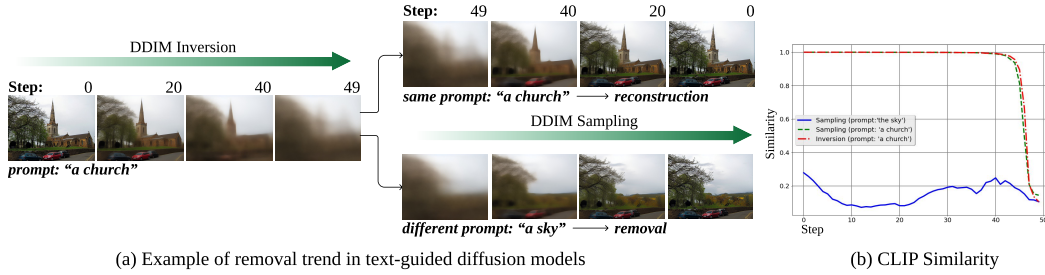 DDIM Inversion
Step: 0 20 40 49
prompt: “a church”
Step: 49 40 20 0
same prompt: “a church” → reconstruction
DDIM Sampling
different prompt: “a sky” → removal
(a) Example of removal trend in text-guided diffusion models
1.0
0.8
0.6
0.4
0.2
Similarity
Sampling (prompt:'the sky')
Sampling (prompt: 'a church')
Inversion (prompt: 'a church')
0 10 20 30 40 50
Step
(b) CLIP Similarity